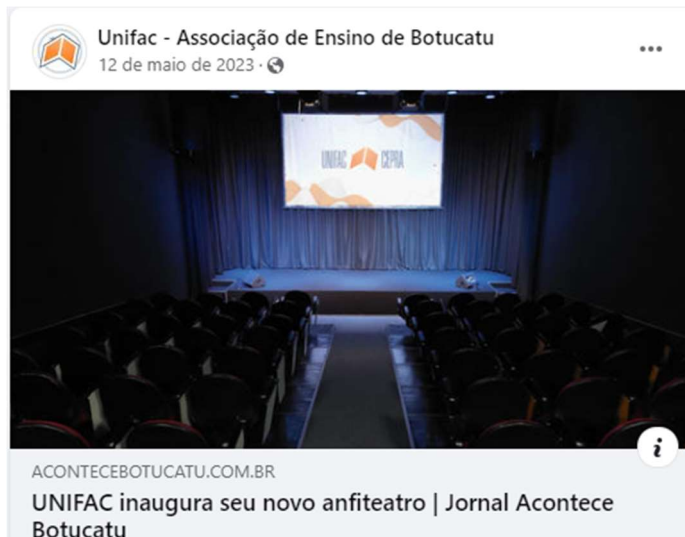 Unifac - Associação de Ensino de Botucatu
12 de maio de 2023 ·
UNIFAC CEPRA
ACONTECEBOTUCATU.COM.BR
UNIFAC inaugura seu novo anfiteatro | Jornal Acontece
Botucatu